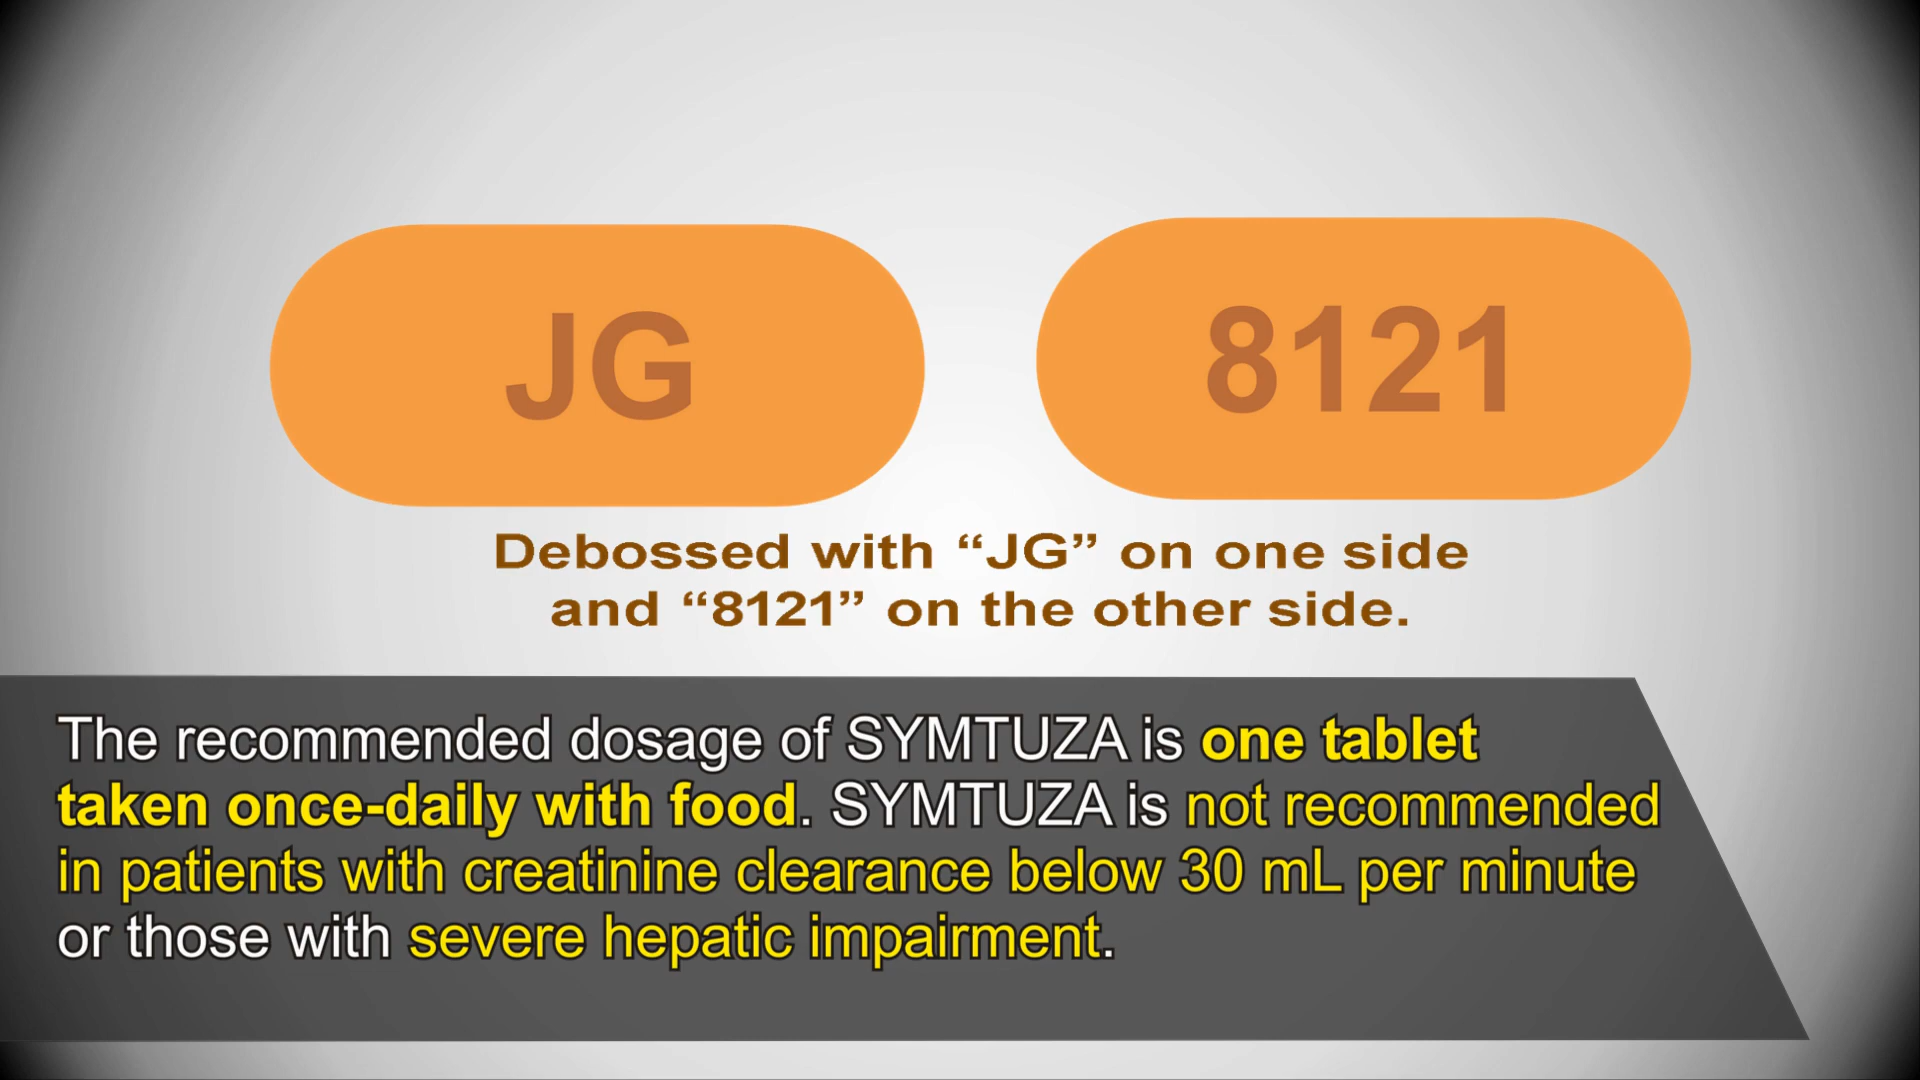 JG
8121
Debossed with “JG” on one side
and “8121” on the other side.
The recommended dosage of SYMTUZA is one tablet
taken once-daily with food. SYMTUZA is not recommended
in patients with creatinine clearance below 30 mL per minute
or those with severe hepatic impairment.